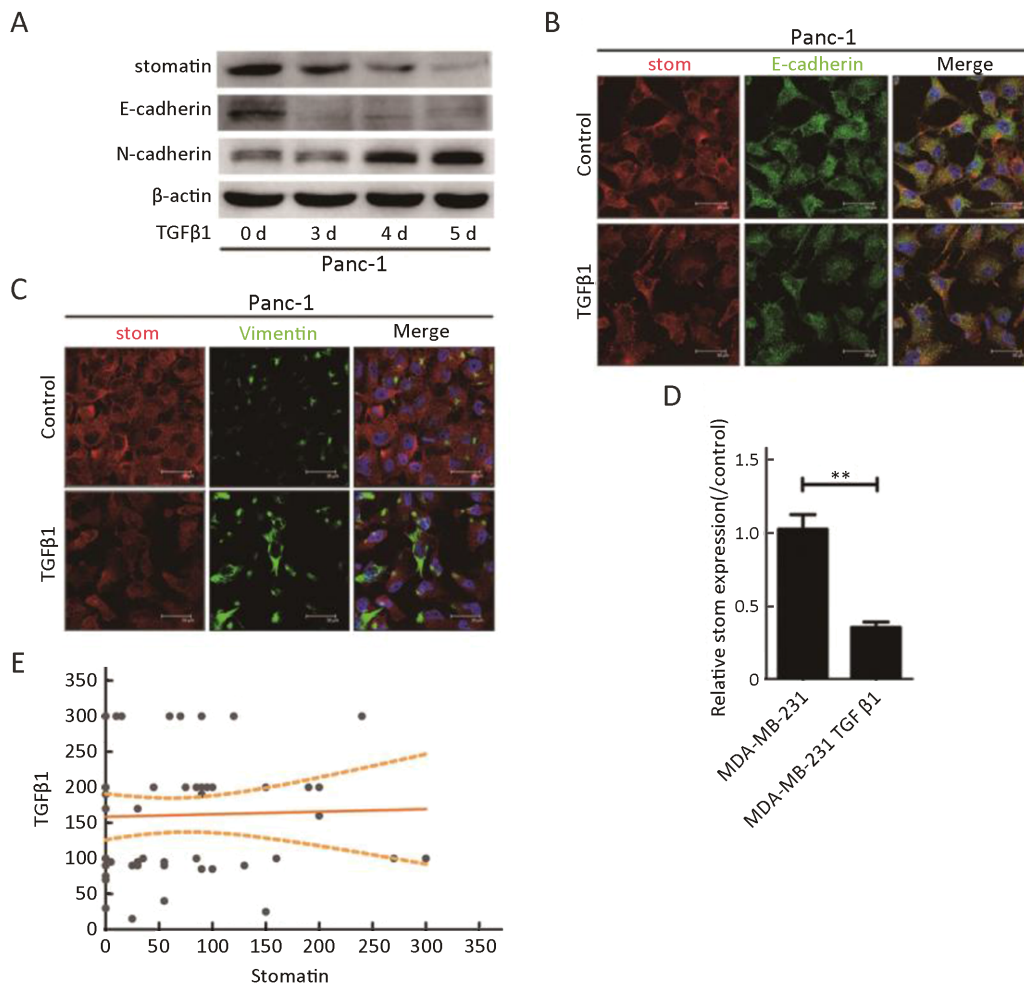 A
stomatin
E-cadherin
N-cadherin
β-actin
TGFβ1 0 d 3 d 4 d 5 d
Panc-1
B
Panc-1
stom E-cadherin Merge
Control
TGFβ1
C
Panc-1
stom Vimentin Merge
Control
TGFβ1
D
Relative stom expression(/control)
1.5
1.0
0.5
0
**
MDA-MB-231
MDA-MB-231 TGF β1
E
TGFβ1
350
300
250
200
150
100
50
0
0 50 100 150 200 250 300 350
Stomatin